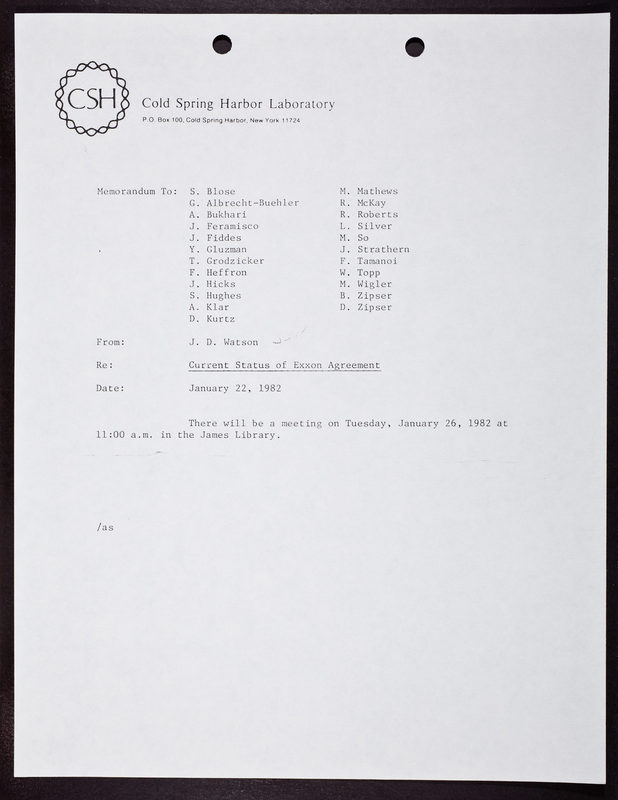 CSH
Cold Spring Harbor Laboratory
P.O. Box 100, Cold Spring Harbor, New York 11724
Memorandum To: S. Blose M. Mathews
G. Albrecht-Buehler R. McKay
A. Bukhari R. Roberts
J. Feramisco L. Silver
J. Fiddes M. So
Y. Gluzman J. Strathern
T. Grodzicker F. Tamanoi
F. Heffron W. Topp
J. Hicks M. Wigler
S. Hughes B. Zipser
A. Klar D. Zipser
D. Kurtz
From: J. D. Watson
Re: Current Status of Exxon Agreement
Date: January 22, 1982
There will be a meeting on Tuesday, January 26, 1982 at
11:00 a.m. in the James Library.
/as